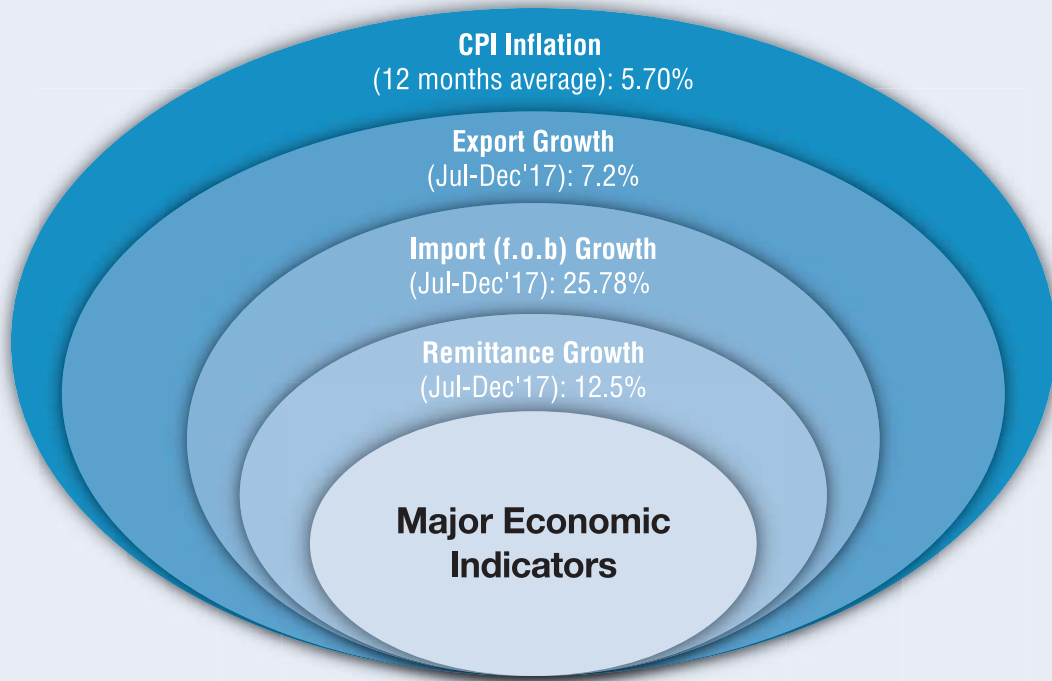 CPI Inflation
(12 months average): 5.70%
Export Growth
(Jul-Dec'17): 7.2%
Import (f.o.b) Growth
(Jul-Dec'17): 25.78%
Remittance Growth
(Jul-Dec'17): 12.5%
Major Economic
Indicators